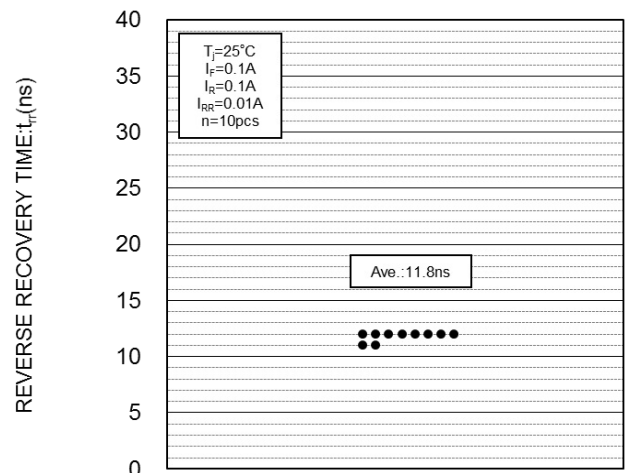 REVERSE RECOVERY TIME:trr(ns)
40
35
30
25
20
15
10
5
0
Tj=25°C
IF=0.1A
IR=0.1A
IRR=0.01A
n=10pcs
Ave.:11.8ns